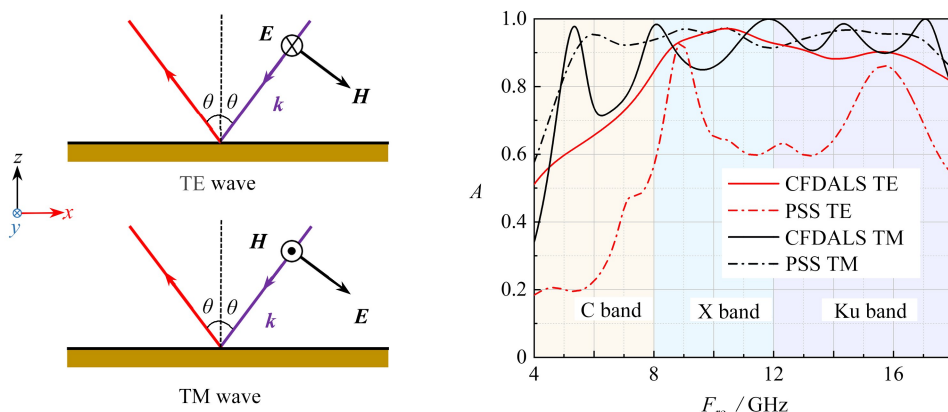 E
H
θ θ
k
TE wave
z
x
y
H
E
θ θ
k
TM wave
1.0
0.8
0.6
0.4
0.2
0
A
CFDALS TE
PSS TE
CFDALS TM
PSS TM
C band
X band
Ku band
4
8
12
16
/ GHz